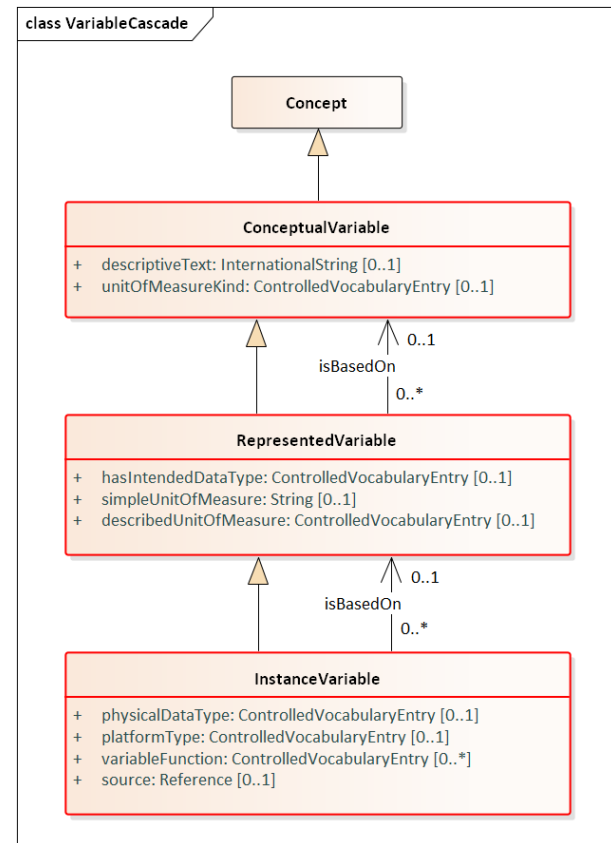 class VariableCascade
Concept
ConceptualVariable
+ descriptiveText: InternationalString [0..1]
+ unitOfMeasureKind: ControlledVocabularyEntry [0..1]
0..1
isBasedOn
0..*
RepresentedVariable
+ hasIntendedDataType: ControlledVocabularyEntry [0..1]
+ simpleUnitOfMeasure: String [0..1]
+ describedUnitOfMeasure: ControlledVocabularyEntry [0..1]
0..1
isBasedOn
0..*
InstanceVariable
+ physicalDataType: ControlledVocabularyEntry [0..1]
+ platformType: ControlledVocabularyEntry [0..1]
+ variableFunction: ControlledVocabularyEntry [0..*]
+ source: Reference [0..1]